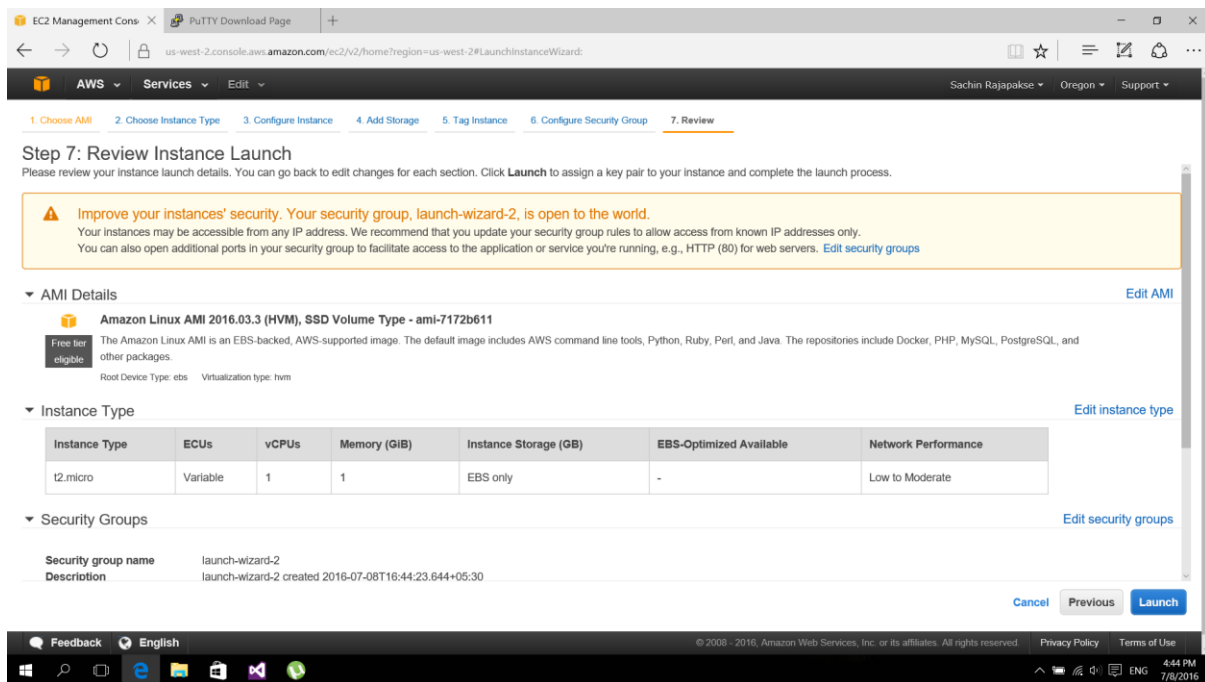 EC2 Management Cons
PuTTY Download Page
us-west-2.console.aws.amazon.com/ec2/v2/home?region=us-west-2#LaunchInstanceWizard:
AWS Services Edit Sachin Rajapakse Oregon Support
1. Choose AMI 2. Choose Instance Type 3. Configure Instance 4. Add Storage 5. Tag Instance 6. Configure Security Group 7. Review
Step 7: Review Instance Launch
Please review your instance launch details. You can go back to edit changes for each section. Click Launch to assign a key pair to your instance and complete the launch process.
Improve your instances' security. Your security group, launch-wizard-2, is open to the world.
Your instances may be accessible from any IP address. We recommend that you update your security group rules to allow access from known IP addresses only.
You can also open additional ports in your security group to facilitate access to the application or service you're running, e.g., HTTP (80) for web servers. Edit security groups
AMI Details Edit AMI
Amazon Linux AMI 2016.03.3 (HVM), SSD Volume Type - ami-7172b611
Free tier
eligible
The Amazon Linux AMI is an EBS-backed, AWS-supported image. The default image includes AWS command line tools, Python, Ruby, Perl, and Java. The repositories include Docker, PHP, MySQL, PostgreSQL, and
other packages.
Root Device Type: ebs Virtualization type: hvm
Instance Type Edit instance type
Instance Type ECUs vCPUs Memory (GiB) Instance Storage (GB) EBS-Optimized Available Network Performance
t2.micro Variable 1 1 EBS only - Low to Moderate
Security Groups Edit security groups
Security group name launch-wizard-2
Description launch-wizard-2 created 2016-07-08T16:44:23.644+05:30
Cancel Previous Launch
Feedback English © 2008 - 2016, Amazon Web Services, Inc. or its affiliates. All rights reserved. Privacy Policy Terms of Use
ENG 4:44 PM
7/8/2016